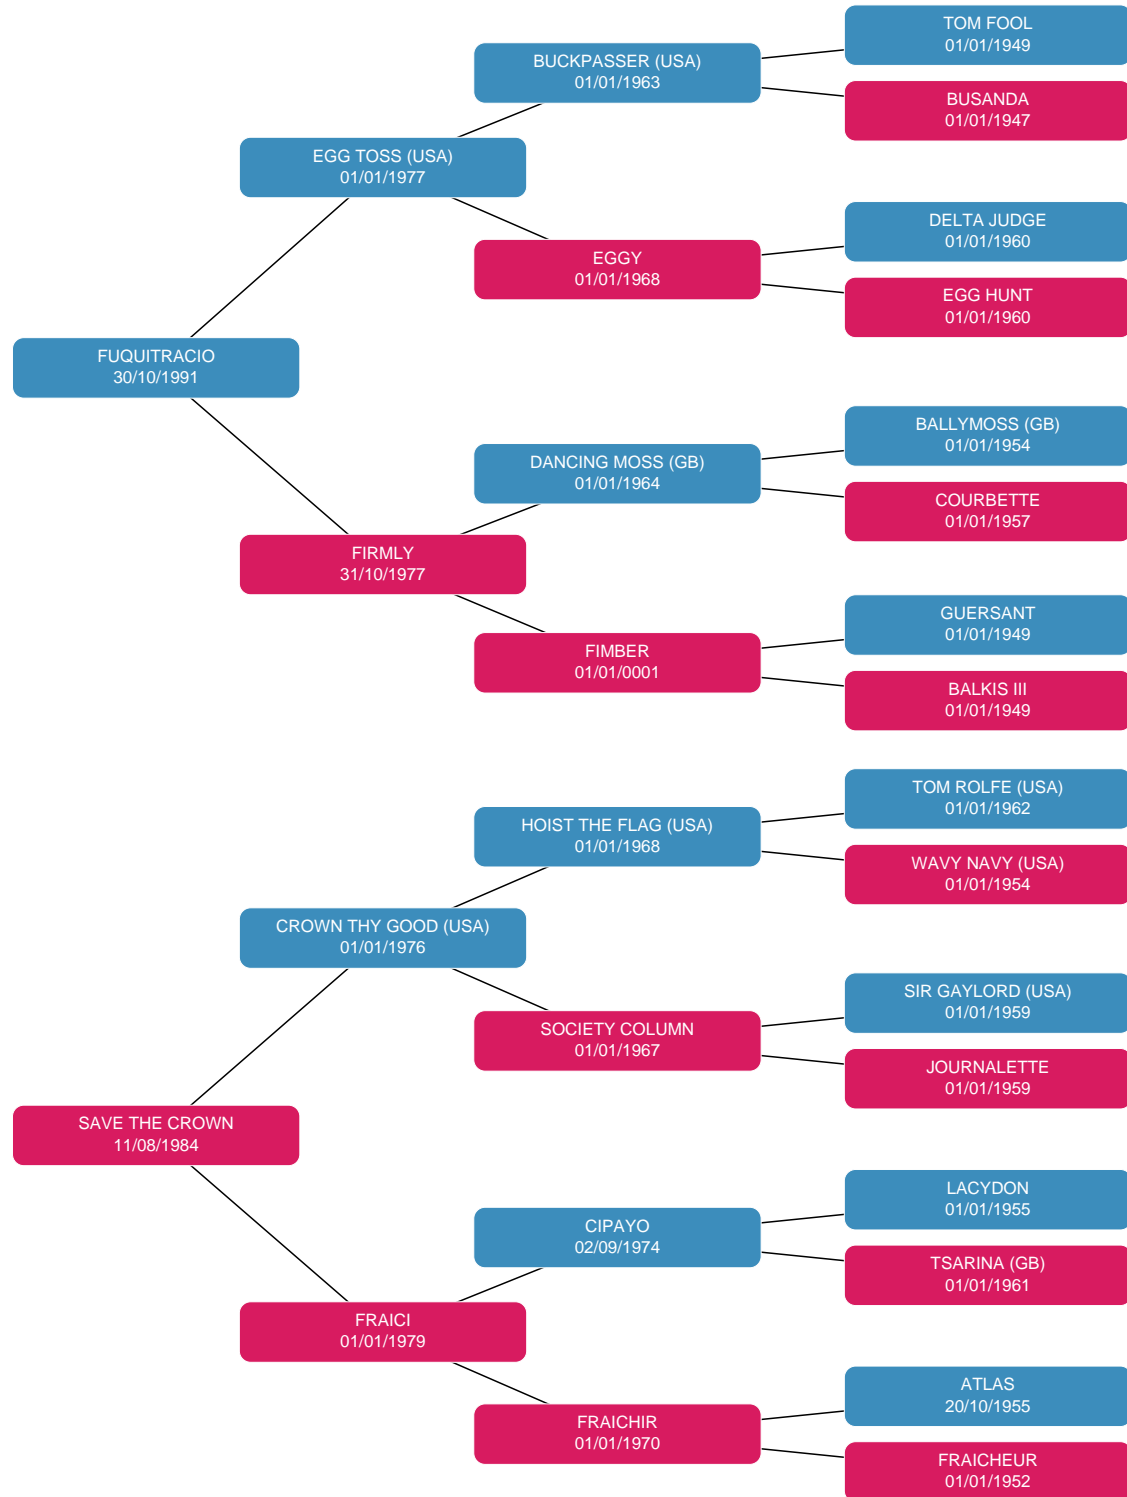 TOM FOOL
01/01/1949
BUCKPASSER (USA)
01/01/1963
BUSANDA
01/01/1947
EGG TOSS (USA)
01/01/1977
DELTA JUDGE
01/01/1960
EGGY
01/01/1968
EGG HUNT
01/01/1960
FUQUITRACIO
30/10/1991
BALLYMOSS (GB)
01/01/1954
DANCING MOSS (GB)
01/01/1964
COURBETTE
01/01/1957
FIRMLY
31/10/1977
GUERSANT
01/01/1949
FIMBER
01/01/0001
BALKIS III
01/01/1949
TOM ROLFE (USA)
01/01/1962
HOIST THE FLAG (USA)
01/01/1968
WAVY NAVY (USA)
01/01/1954
CROWN THY GOOD (USA)
01/01/1976
SIR GAYLORD (USA)
01/01/1959
SOCIETY COLUMN
01/01/1967
JOURNALETTE
01/01/1959
SAVE THE CROWN
11/08/1984
LACYDON
01/01/1955
CIPAYO
02/09/1974
TSARINA (GB)
01/01/1961
FRAICI
01/01/1979
ATLAS
20/10/1955
FRAICHIR
01/01/1970
FRAICHEUR
01/01/1952